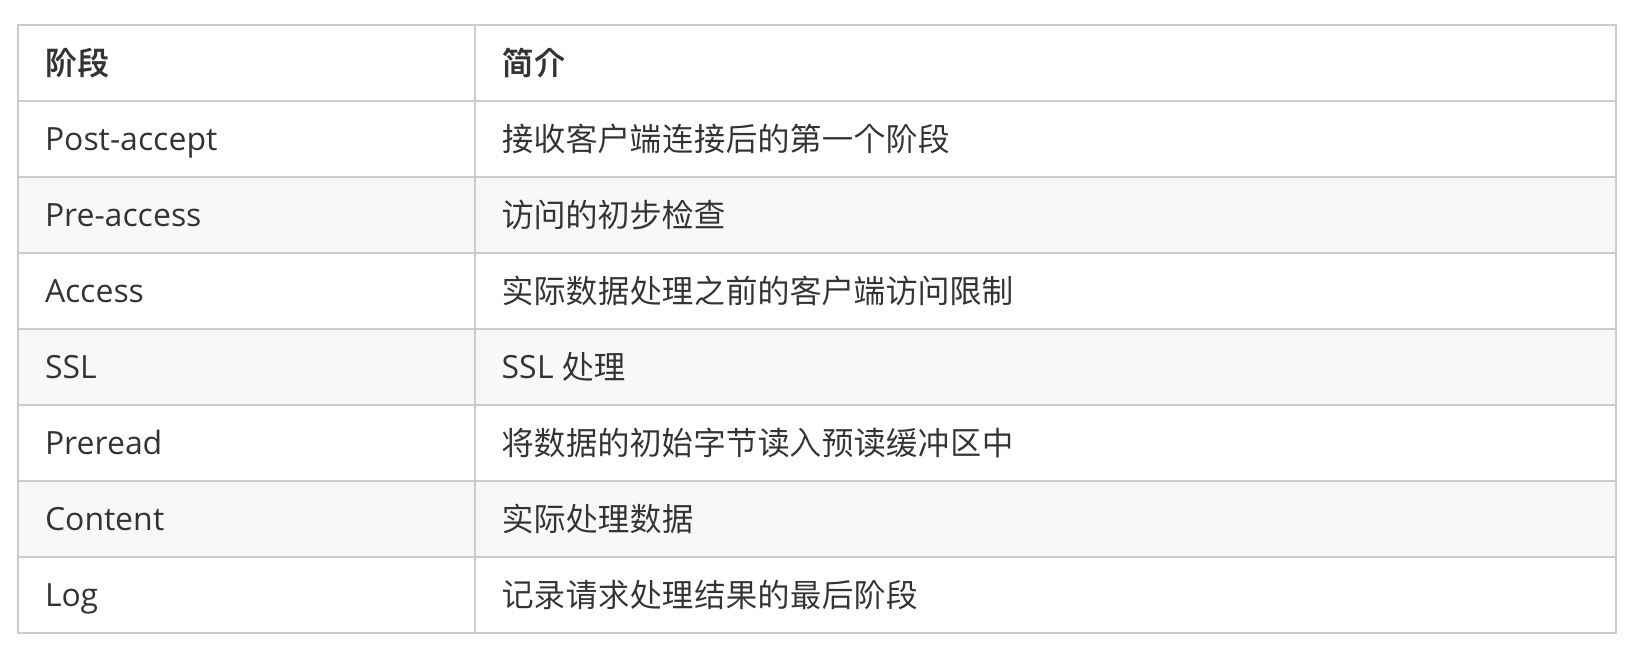 阶段 简介
Post-accept 接收客户端连接后的第一个阶段
Pre-access 访问的初步检查
Access 实际数据处理之前的客户端访问限制
SSL SSL 处理
Preread 将数据的初始字节读入预读缓冲区中
Content 实际处理数据
Log 记录请求处理结果的最后阶段